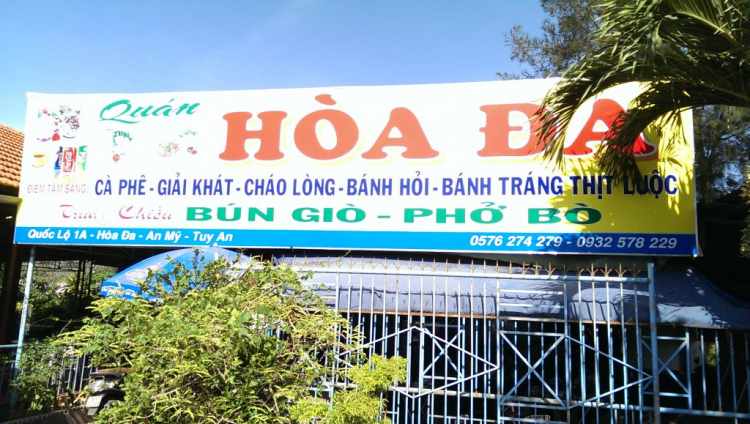 Quán
HÒA ĐA
ĐIỂM TÂM SÁNG
CÀ PHÊ - GIẢI KHÁT - CHÁO LÒNG - BÁNH HỎI - BÁNH TRÁNG THỊT LUỘC
Trưa, Chiều
BÚN GIÒ - PHỞ BÒ
Quốc Lộ 1A - Hòa Đa - An Mỹ - Tuy An
0576 274 279 - 0932 578 229